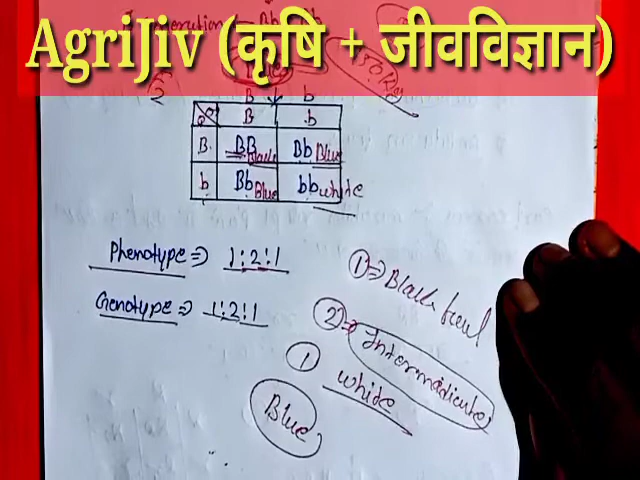 AgriJiv (कृषि + जीवविज्ञान)
B b
B b
B BB Black Bb Blue
b Bb Blue bb white
Phenotype ⇒ 1:2:1
Genotype ⇒ 1:2:1
① ⇒ Black fowl
② ⇒ Intermediate
① white
Blue